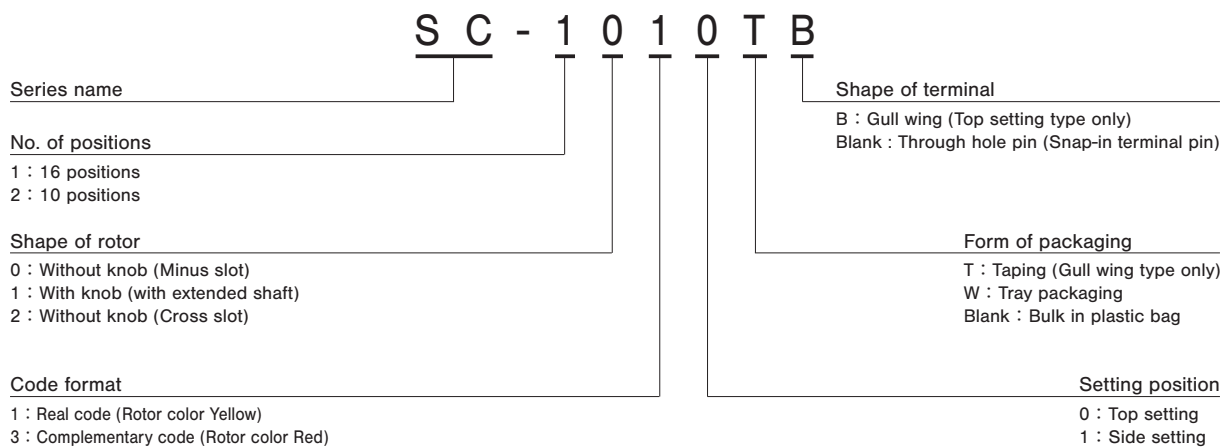 S C - 1 0 1 0 T B
Series name
No. of positions
1：16 positions
2：10 positions
Shape of rotor
0：Without knob (Minus slot)
1：With knob (with extended shaft)
2：Without knob (Cross slot)
Code format
1：Real code (Rotor color Yellow)
3：Complementary code (Rotor color Red)
Shape of terminal
B：Gull wing (Top setting type only)
Blank : Through hole pin (Snap-in terminal pin)
Form of packaging
T：Taping (Gull wing type only)
W：Tray packaging
Blank：Bulk in plastic bag
Setting position
0：Top setting
1：Side setting